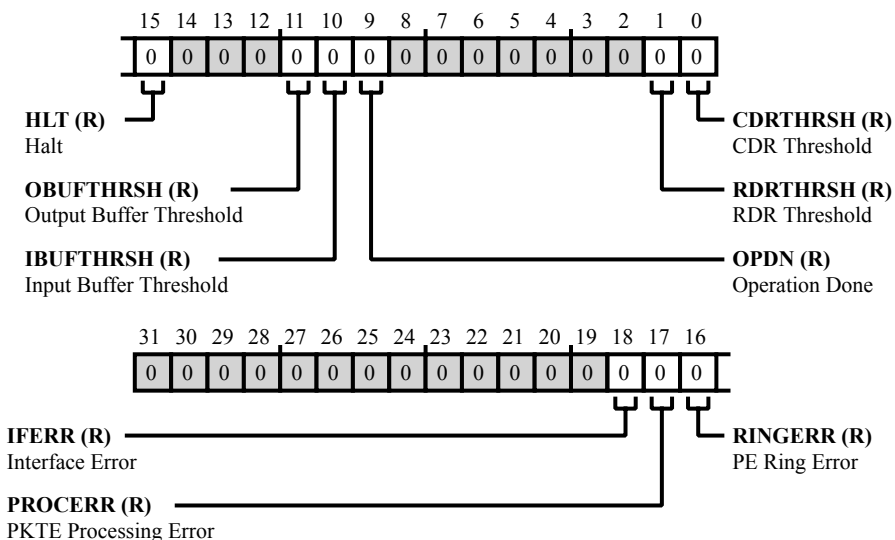 15 14 13 12 11 10 9 8 7 6 5 4 3 2 1 0
0 0 0 0 0 0 0 0 0 0 0 0 0 0 0 0
HLT (R)
Halt
CDRTHRSH (R)
CDR Threshold
OBUFTHRSH (R)
Output Buffer Threshold
RDRTHRSH (R)
RDR Threshold
IBUFTHRSH (R)
Input Buffer Threshold
OPDN (R)
Operation Done
31 30 29 28 27 26 25 24 23 22 21 20 19 18 17 16
0 0 0 0 0 0 0 0 0 0 0 0 0 0 0 0
IFERR (R)
Interface Error
RINGERR (R)
PE Ring Error
PROCERR (R)
PKTE Processing Error